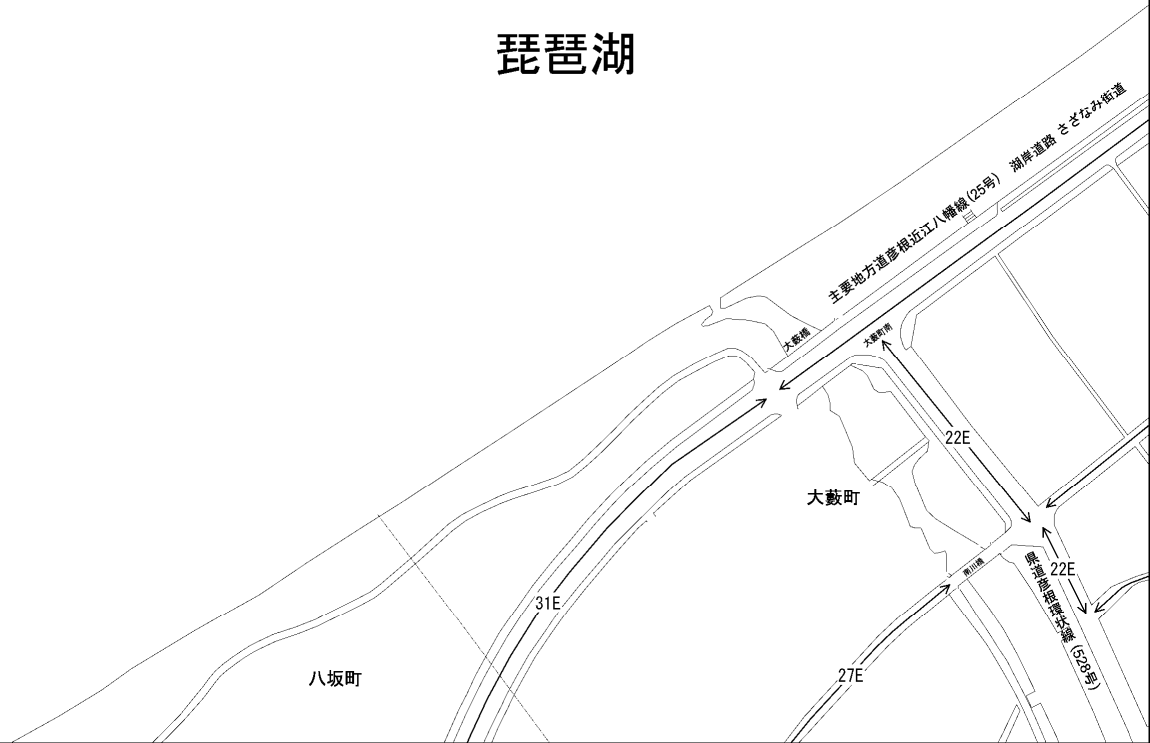 琵琶湖
主要地方道彦根近江八幡線(25号) 湖岸道路 さざなみ街道
大藪橋
大藪町南
22E
大藪町
南川橋
22E
県道彦根環状線(528号)
31E
27E
八坂町